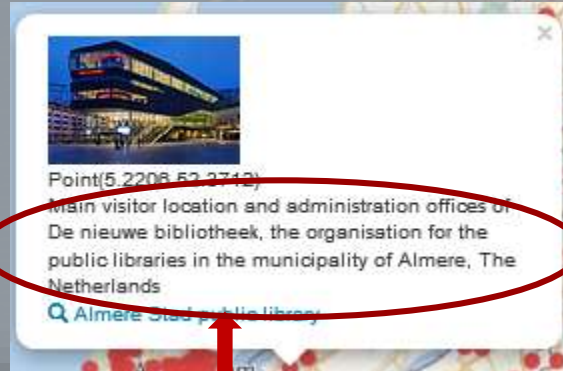 ×
Point(5.2206 52.3712)
Main visitor location and administration offices of
De nieuwe bibliotheek, the organisation for the
public libraries in the municipality of Almere, The
Netherlands
Almere Stad public library